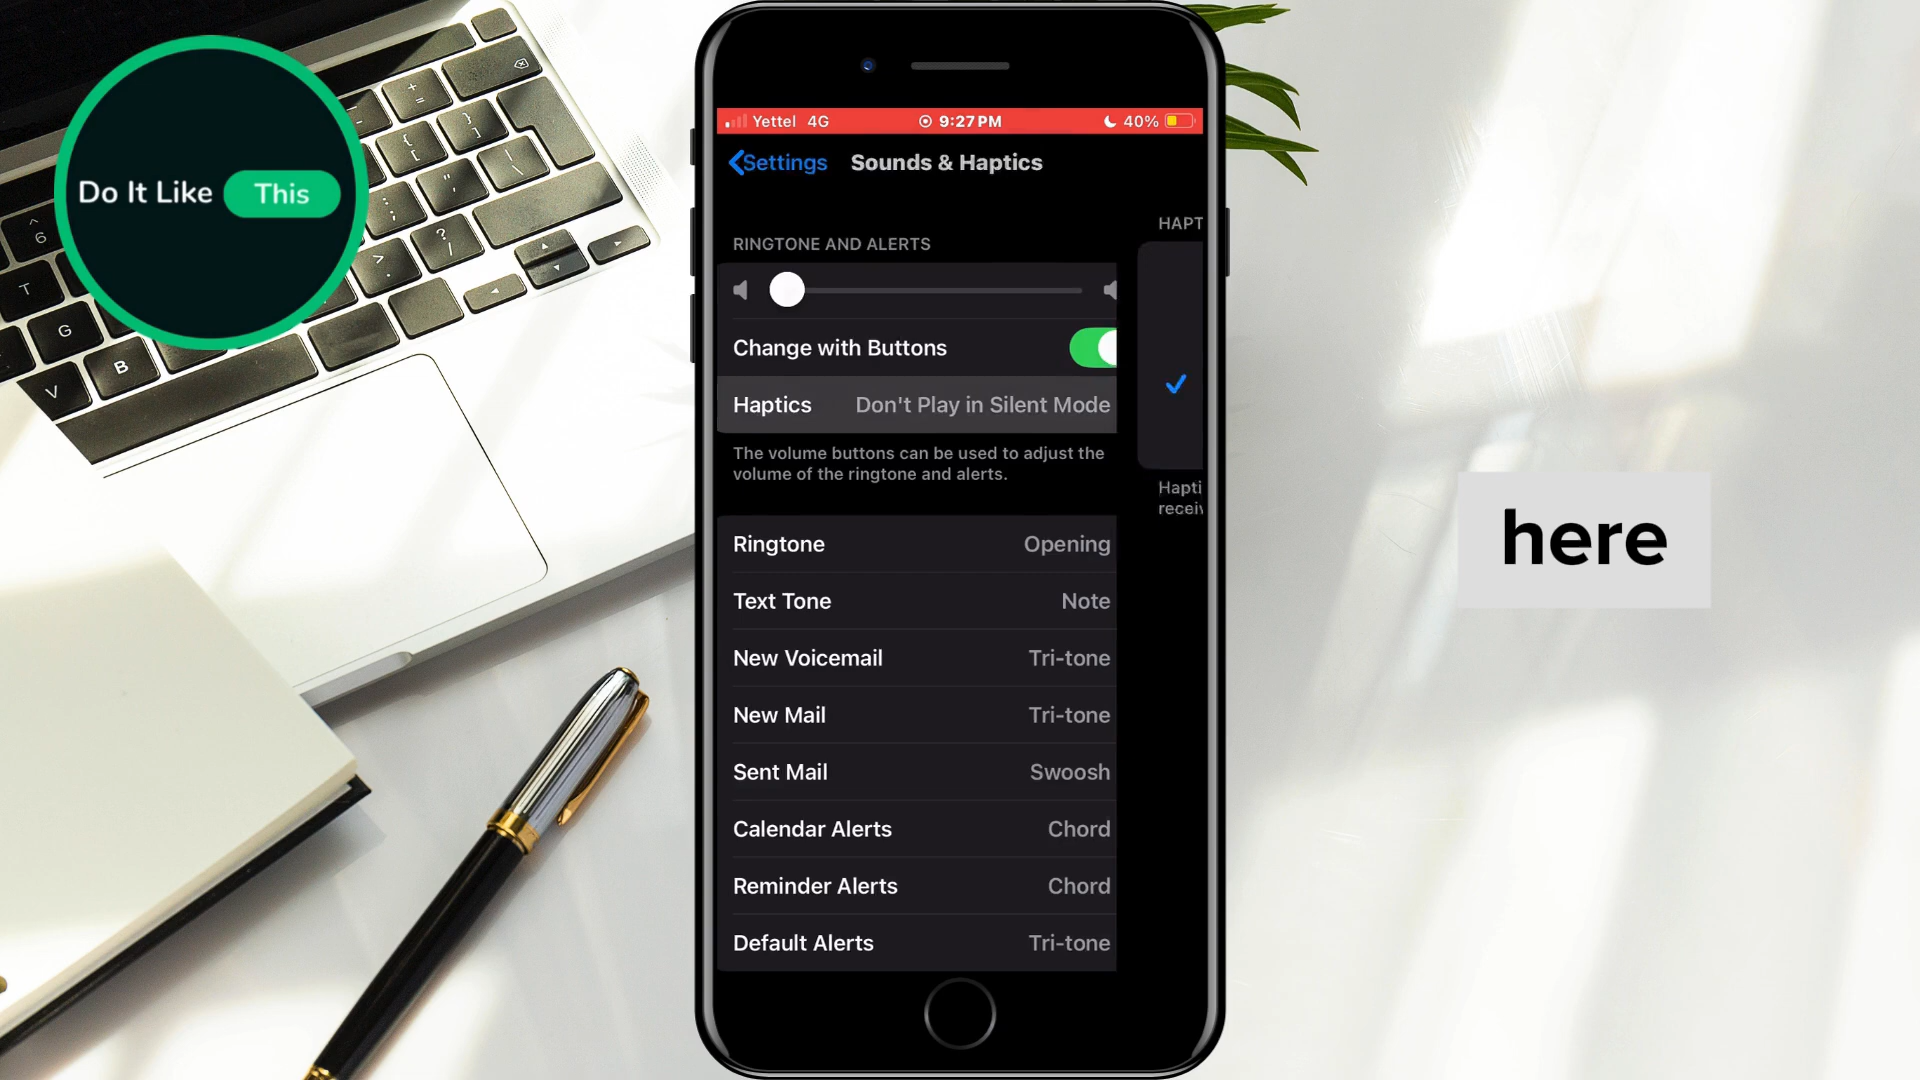 Do It Like This
Yettel 4G 9:27 PM 40%
Settings Sounds & Haptics
RINGTONE AND ALERTS
Change with Buttons
Haptics Don't Play in Silent Mode
The volume buttons can be used to adjust the
volume of the ringtone and alerts.
Ringtone Opening
Text Tone Note
New Voicemail Tri-tone
New Mail Tri-tone
Sent Mail Swoosh
Calendar Alerts Chord
Reminder Alerts Chord
Default Alerts Tri-tone
HAPT
Hapti
recei
here
6
T
G
V
B
+
=
}
]
{
[
|
\
"
'
:
;
?
/
>
.